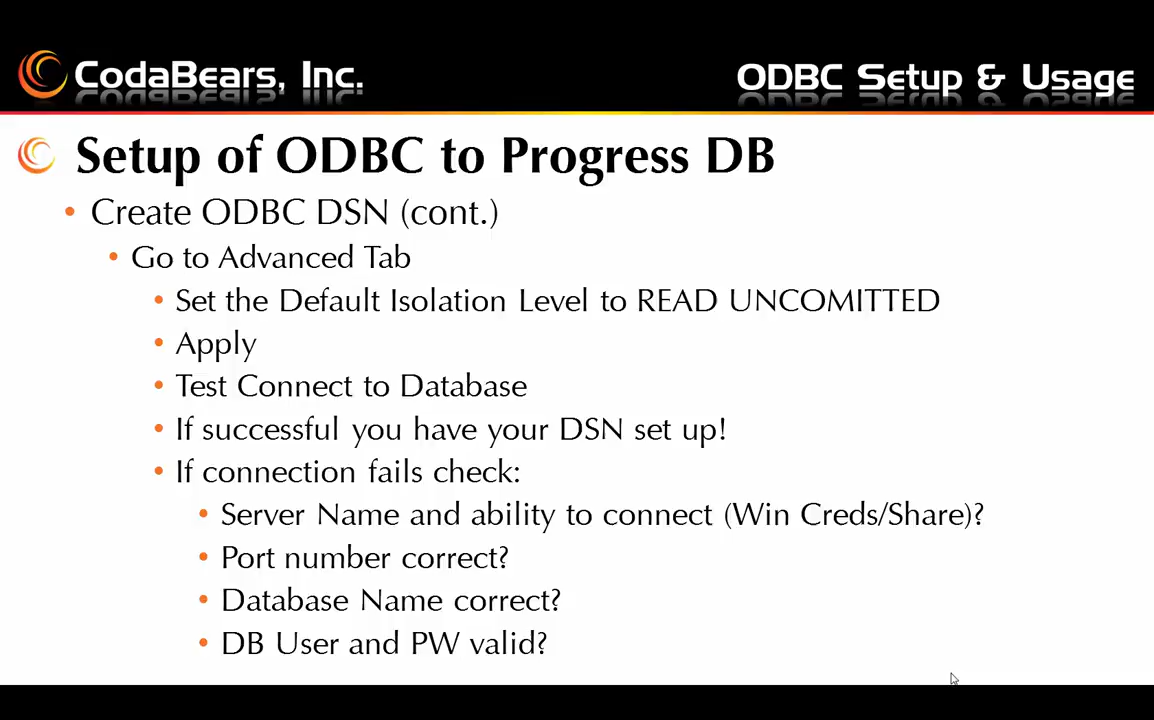 CodaBears, Inc.
ODBC Setup & Usage
Setup of ODBC to Progress DB
• Create ODBC DSN (cont.)
• Go to Advanced Tab
• Set the Default Isolation Level to READ UNCOMITTED
• Apply
• Test Connect to Database
• If successful you have your DSN set up!
• If connection fails check:
• Server Name and ability to connect (Win Creds/Share)?
• Port number correct?
• Database Name correct?
• DB User and PW valid?